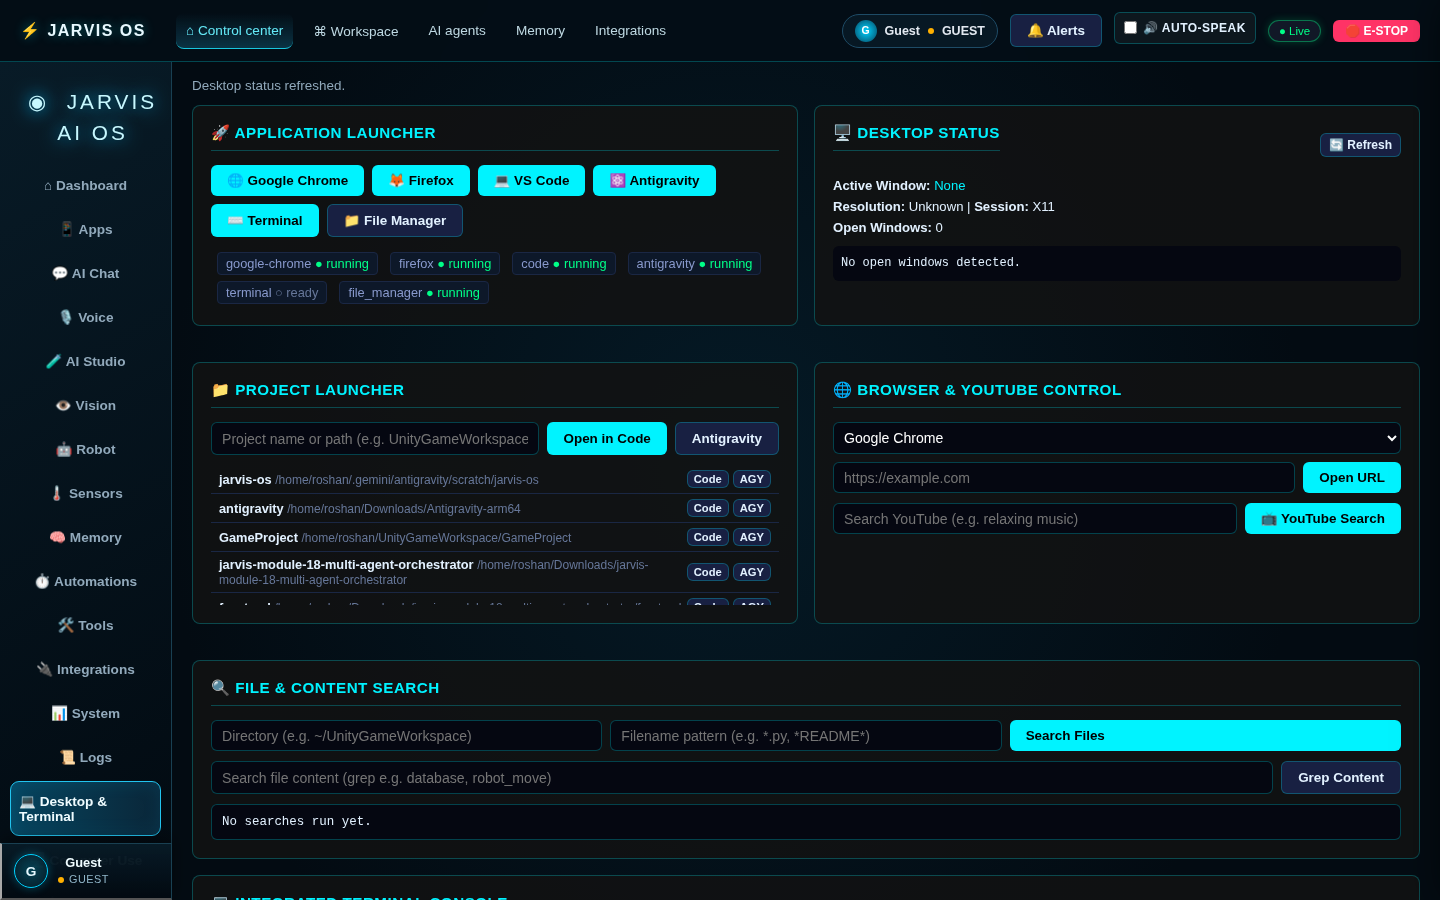 ⚡ JARVIS OS
⌂ Control center
⌘ Workspace
AI agents
Memory
Integrations
G Guest GUEST
🔔 Alerts
🔊 AUTO-SPEAK
● Live
E-STOP
◉ JARVIS
AI OS
⌂ Dashboard
📱 Apps
💬 AI Chat
🎙️ Voice
🧪 AI Studio
👁️ Vision
🤖 Robot
🌡️ Sensors
🧠 Memory
⏱️ Automations
🛠️ Tools
🔌 Integrations
📊 System
📜 Logs
💻 Desktop &
Terminal
G
Guest
GUEST
Desktop status refreshed.
🚀 APPLICATION LAUNCHER
🌐 Google Chrome
🦊 Firefox
💻 VS Code
⚛️ Antigravity
⌨️ Terminal
📁 File Manager
google-chrome ● running
firefox ● running
code ● running
antigravity ● running
terminal ○ ready
file_manager ● running
🖥️ DESKTOP STATUS
🔄 Refresh
Active Window: None
Resolution: Unknown | Session: X11
Open Windows: 0
No open windows detected.
📁 PROJECT LAUNCHER
Project name or path (e.g. UnityGameWorkspace
Open in Code
Antigravity
jarvis-os /home/roshan/.gemini/antigravity/scratch/jarvis-os
Code AGY
antigravity /home/roshan/Downloads/Antigravity-arm64
Code AGY
GameProject /home/roshan/UnityGameWorkspace/GameProject
Code AGY
jarvis-module-18-multi-agent-orchestrator /home/roshan/Downloads/jarvis-
module-18-multi-agent-orchestrator
Code AGY
🌐 BROWSER & YOUTUBE CONTROL
Google Chrome
https://example.com
Open URL
Search YouTube (e.g. relaxing music)
📺 YouTube Search
🔍 FILE & CONTENT SEARCH
Directory (e.g. ~/UnityGameWorkspace)
Filename pattern (e.g. *.py, *README*)
Search Files
Search file content (grep e.g. database, robot_move)
Grep Content
No searches run yet.
INTEGRATED TERMINAL CONSOLE